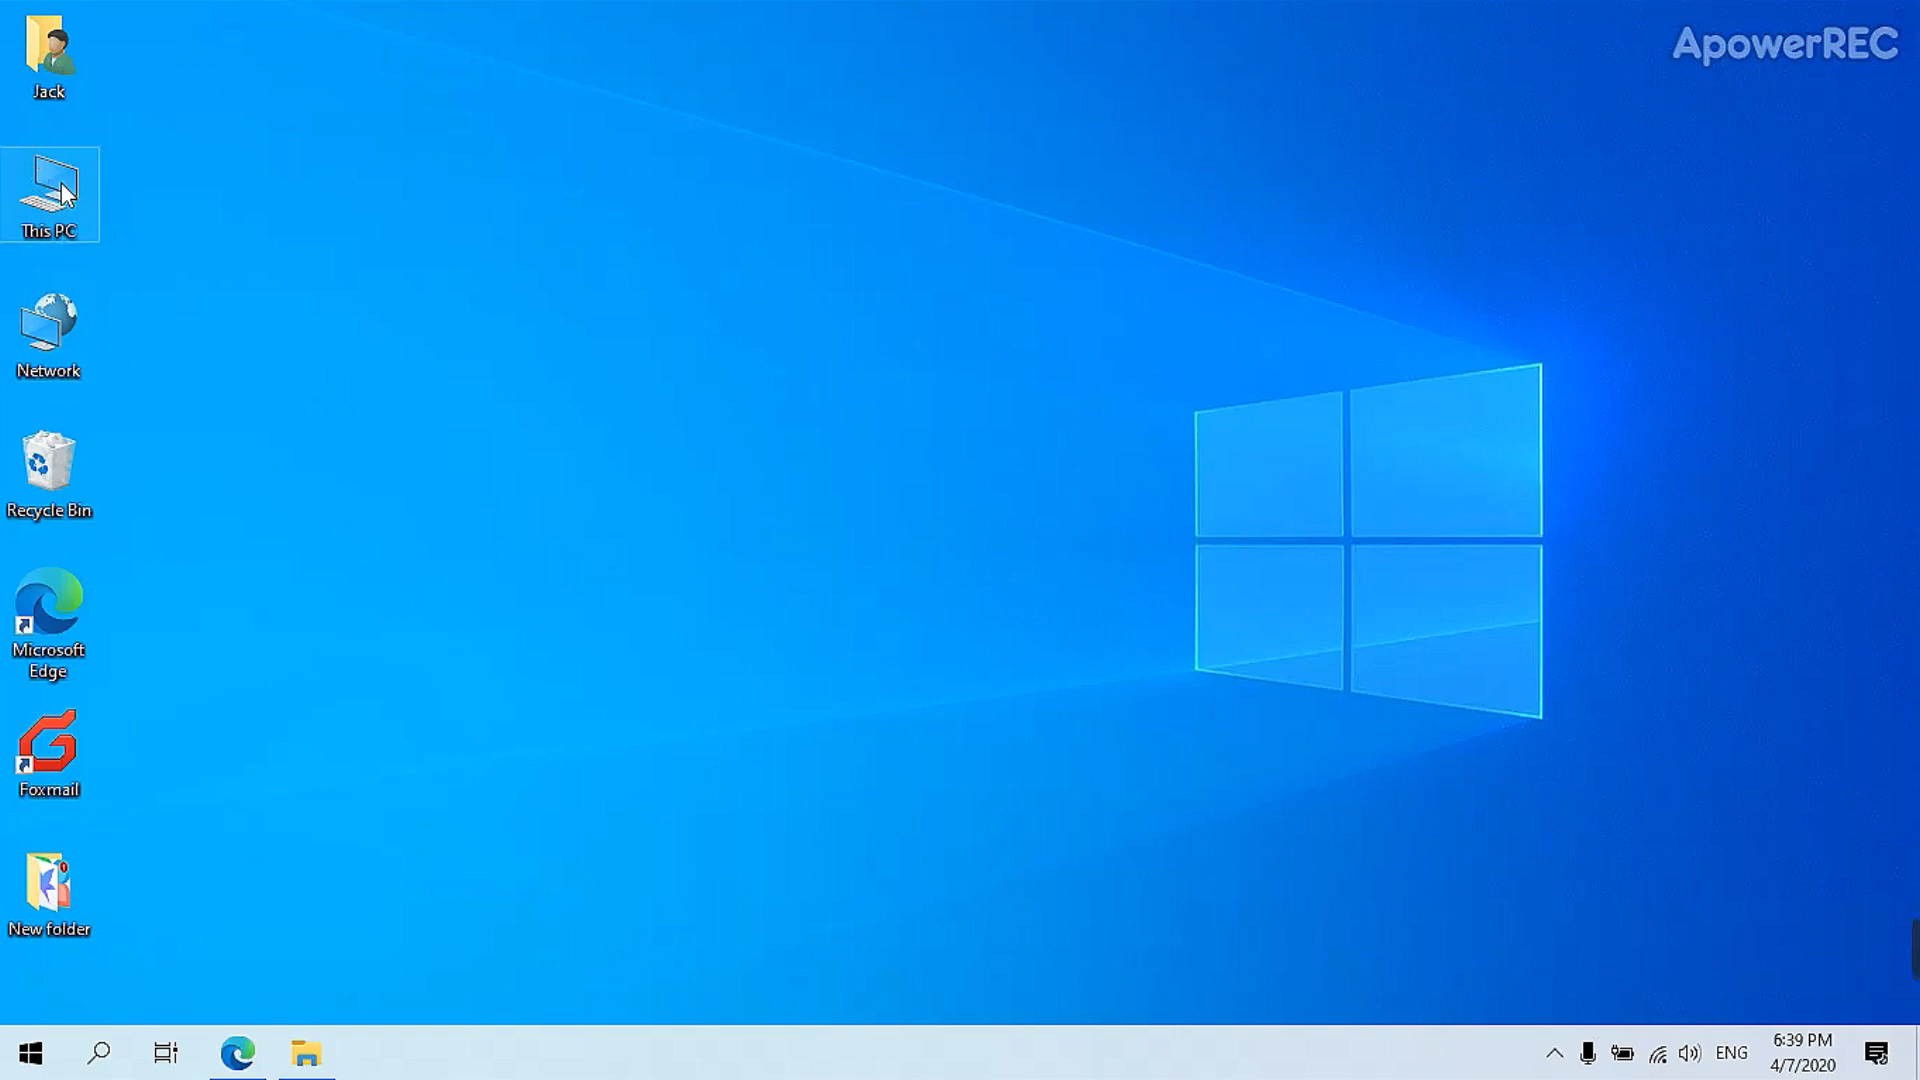 ApowerREC
Jack
This PC
Network
Recycle Bin
Microsoft
Edge
Foxmail
New folder
ENG
6:39 PM
4/7/2020